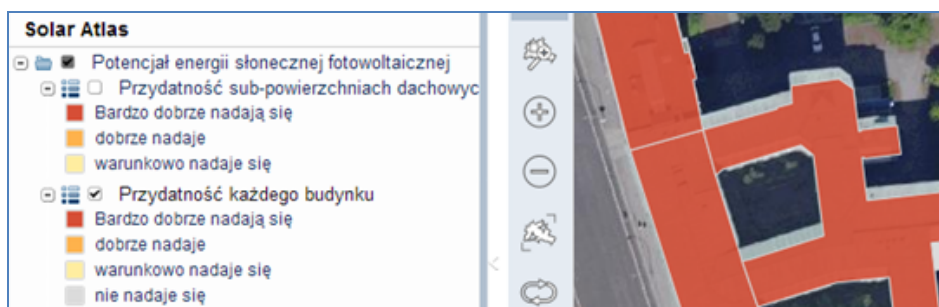 Solar Atlas
Potencjał energii słonecznej fotowoltaicznej
Przydatność sub-powierzchniach dachowyc
Bardzo dobrze nadają się
dobrze nadaje
warunkowo nadaje się
Przydatność każdego budynku
Bardzo dobrze nadają się
dobrze nadaje
warunkowo nadaje się
nie nadaje się